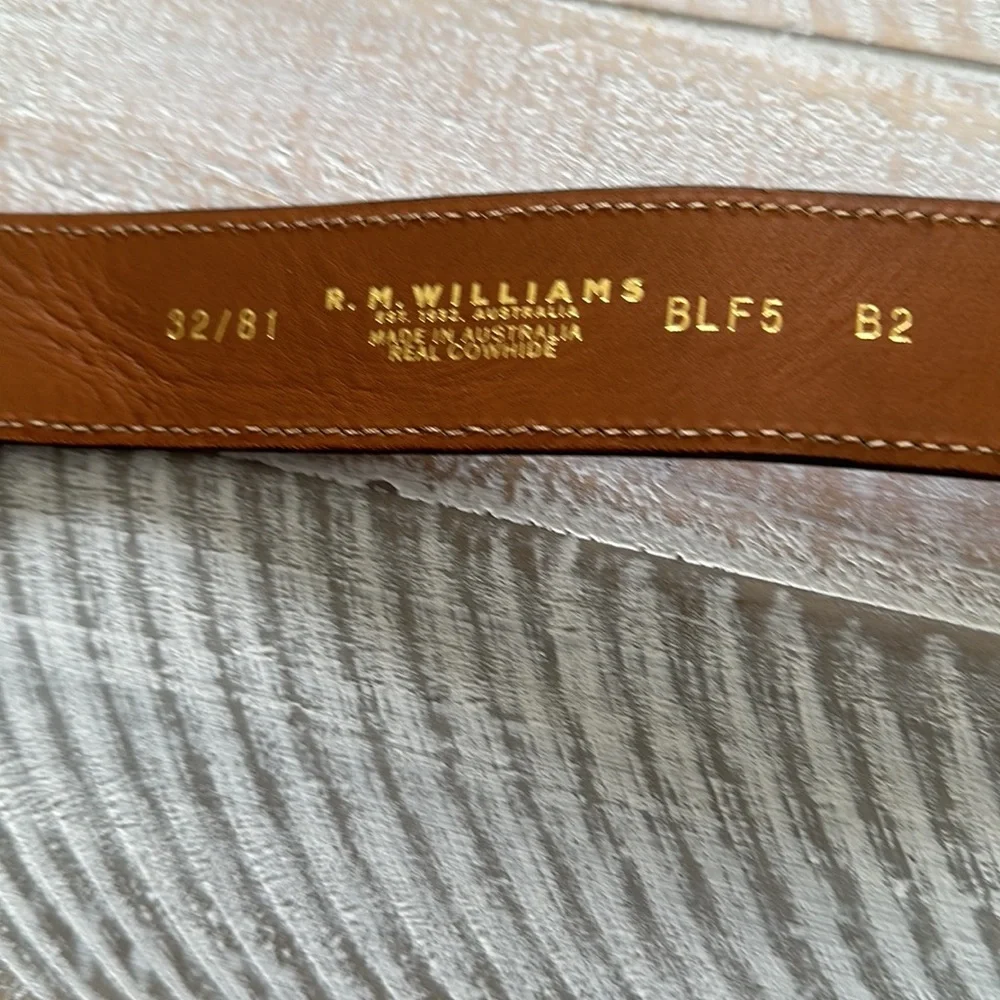 32/81
R. M. WILLIAMS
EST. 1932. AUSTRALIA
MADE IN AUSTRALIA
REAL COWHIDE
BLF5
B2